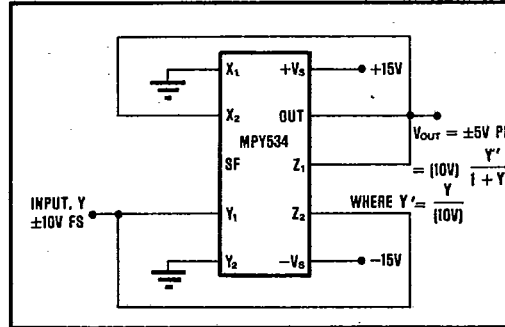 X₁
+Vₛ
+15V
X₂
OUT
MPY534
VOUT = ±5V P
SF
Z₁
= (10V) Y' / 1 + Y
INPUT, Y
±10V FS
Y₁
Z₂
WHERE Y' = Y / (10V)
Y₂
−Vₛ
−15V